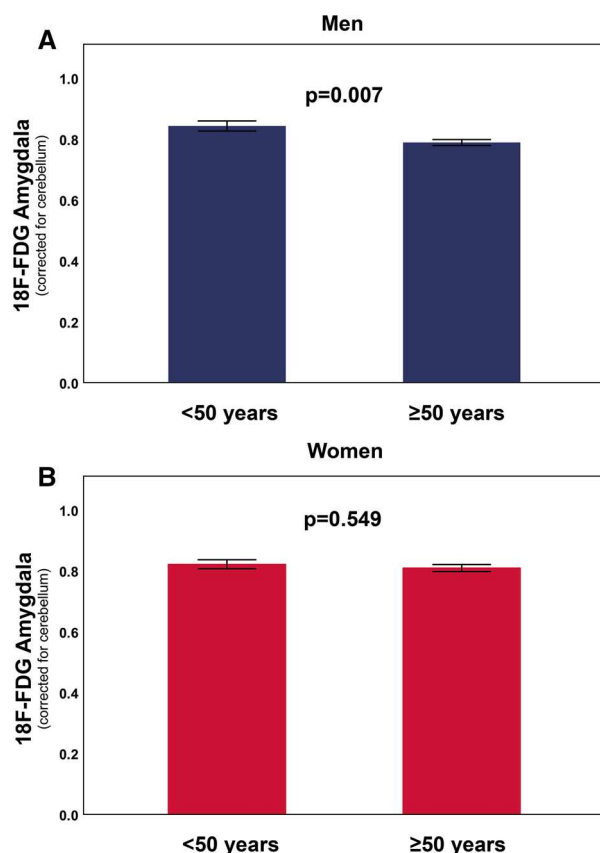 Men
A
18F-FDG Amygdala
(corrected for cerebellum)
1.0
0.8
0.6
0.4
0.2
0.0
p=0.007
<50 years
≥50 years
Women
B
18F-FDG Amygdala
(corrected for cerebellum)
1.0
0.8
0.6
0.4
0.2
0.0
p=0.549
<50 years
≥50 years